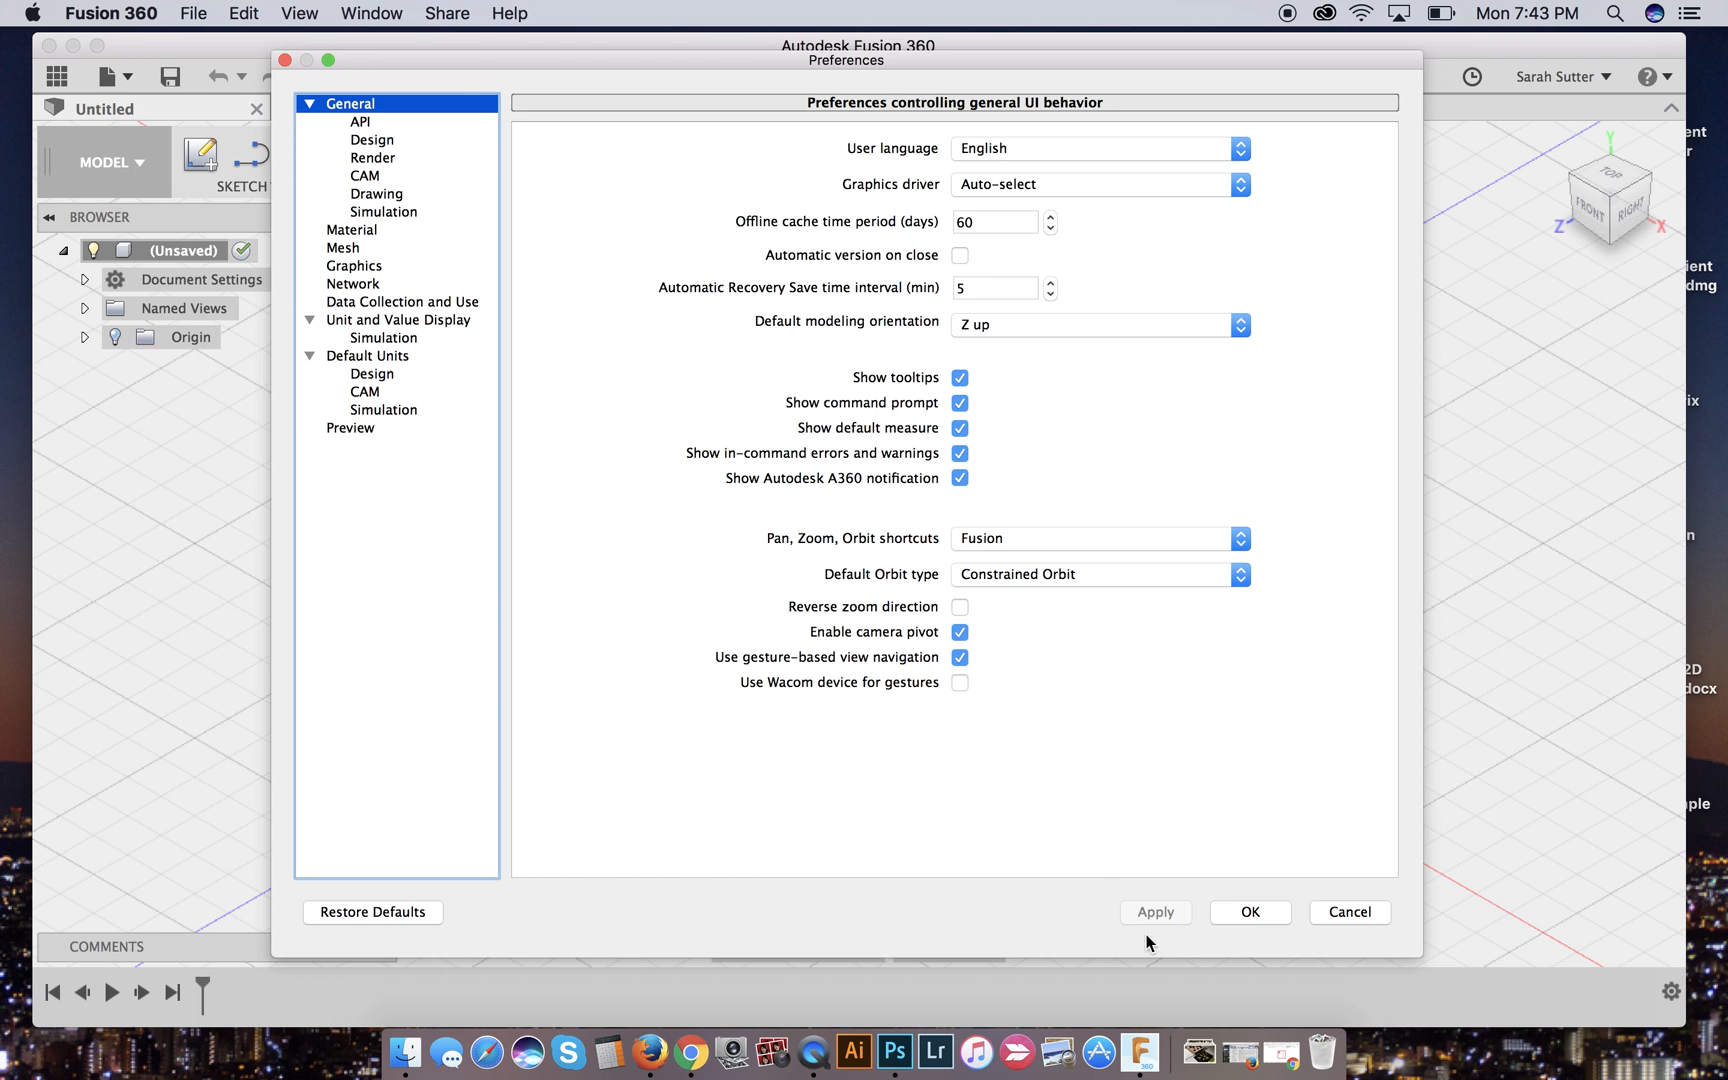 Fusion 360 File Edit View Window Share Help Mon 7:43 PM
Autodesk Fusion 360
Preferences
Sarah Sutter
Untitled
MODEL
SKETCH
BROWSER
(Unsaved)
Document Settings
Named Views
Origin
General
API
Design
Render
CAM
Drawing
Simulation
Material
Mesh
Graphics
Network
Data Collection and Use
Unit and Value Display
Simulation
Default Units
Design
CAM
Simulation
Preview
Preferences controlling general UI behavior
User language English
Graphics driver Auto-select
Offline cache time period (days) 60
Automatic version on close
Automatic Recovery Save time interval (min) 5
Default modeling orientation Z up
Show tooltips
Show command prompt
Show default measure
Show in-command errors and warnings
Show Autodesk A360 notification
Pan, Zoom, Orbit shortcuts Fusion
Default Orbit type Constrained Orbit
Reverse zoom direction
Enable camera pivot
Use gesture-based view navigation
Use Wacom device for gestures
Restore Defaults Apply OK Cancel
Y
TOP
FRONT RIGHT
Z X
ent
r
ient
dmg
ix
n
2D
docx
ple
COMMENTS
Ai Ps Lr
360